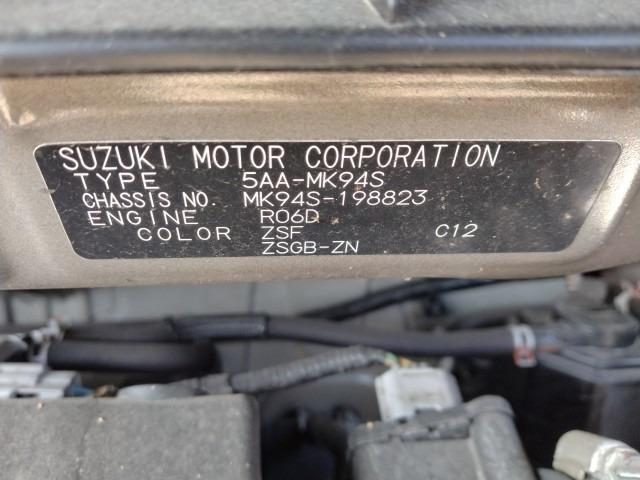 SUZUKI MOTOR CORPORATION
TYPE 5AA-MK94S
CHASSIS NO. MK94S-198823
ENGINE R06D
COLOR ZSF C12
ZSGB-ZN